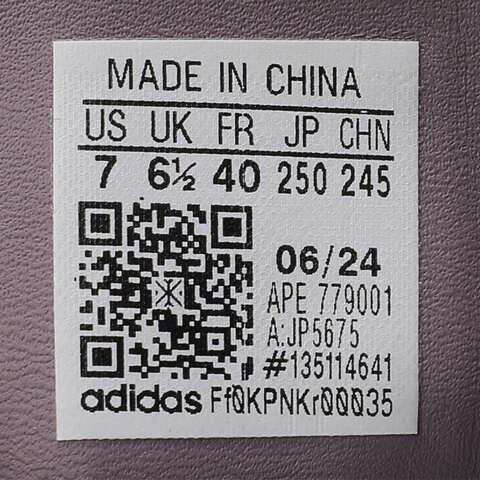 MADE IN CHINA
US UK FR JP CHN
7 6½ 40 250 245
06/24
APE 779001
A:JP5675
#135114641
adidas Ff0KPNKr00035